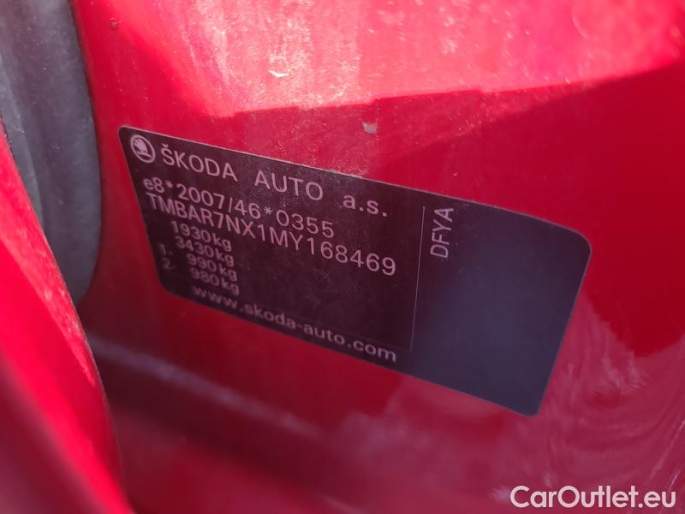 ŠKODA AUTO a.s.
e8*2007/46*0355
TMBAR7NX1MY168469
1930kg
3430kg
1. 990kg
2. 980kg
www.skoda-auto.com
DFYA
CarOutlet.eu